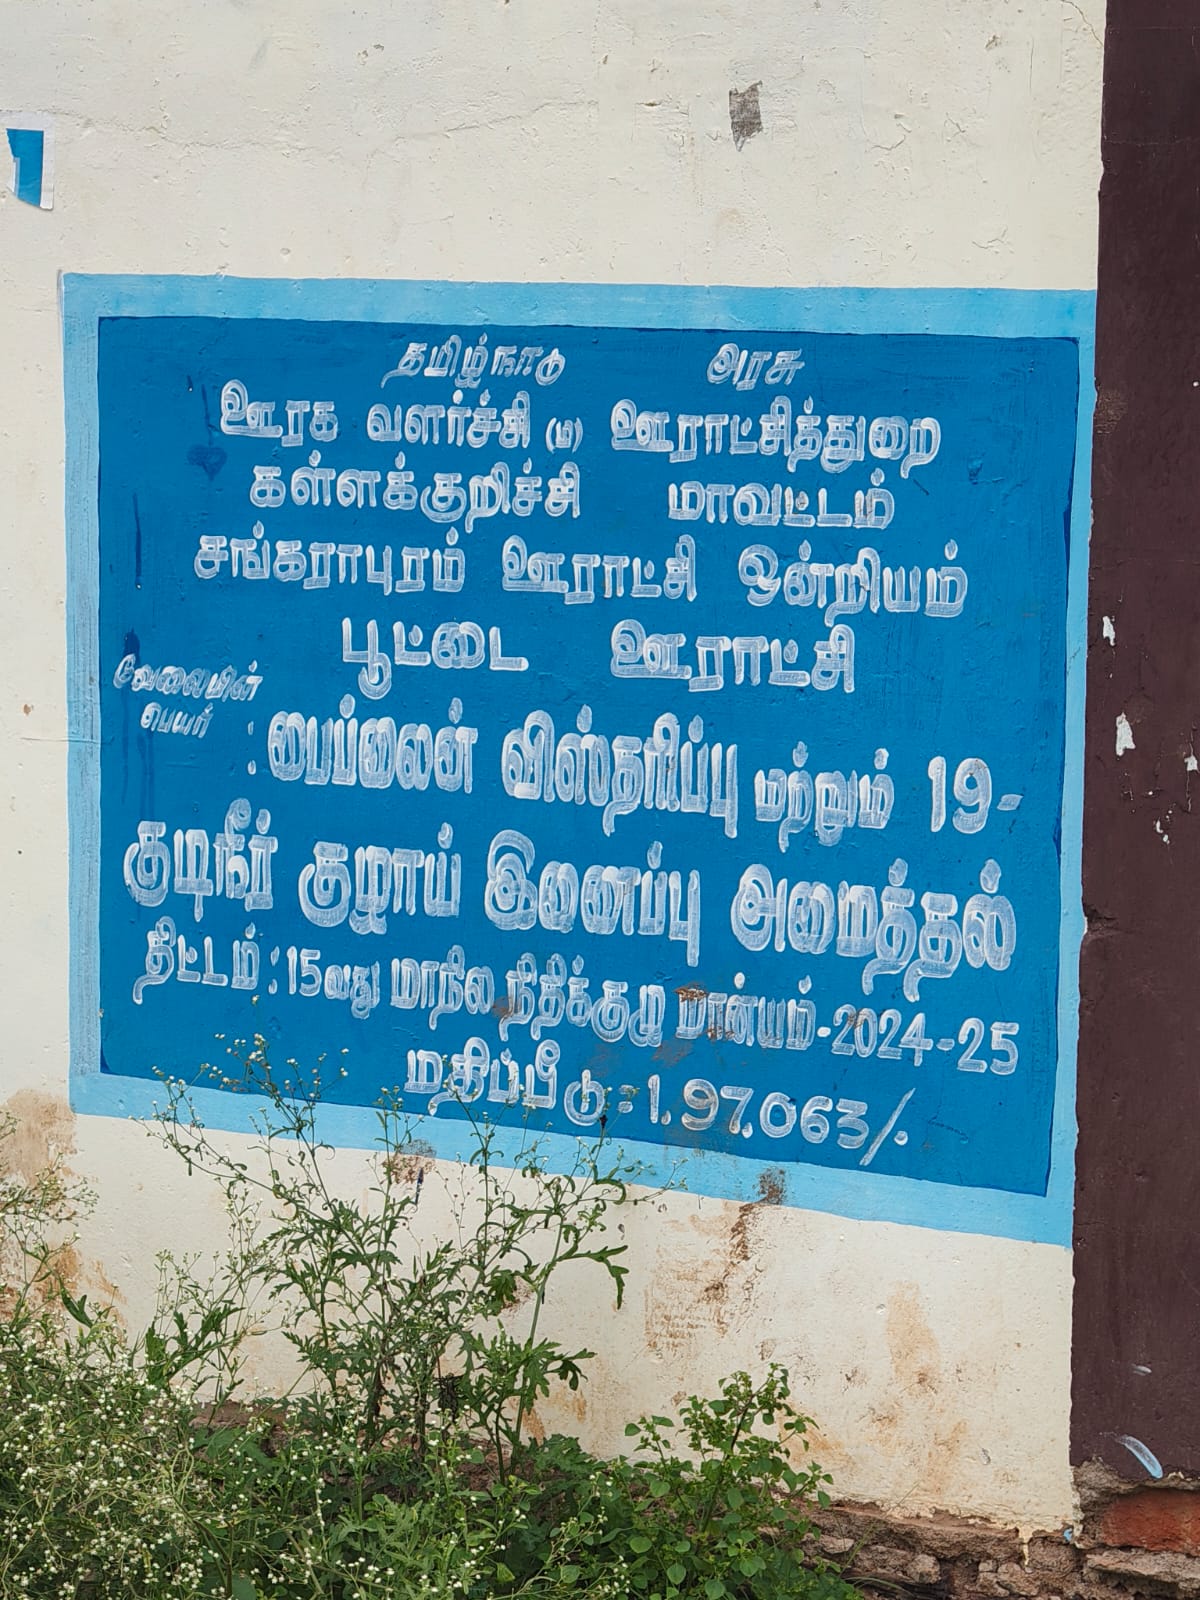 தமிழ்நாடு அரசு
ஊரக வளர்ச்சி (ம) ஊராட்சித்துறை
கள்ளக்குறிச்சி மாவட்டம்
சங்கராபுரம் ஊராட்சி ஒன்றியம்
பூட்டை ஊராட்சி
வேலையின்
பெயர் : பைப்லைன் விஸ்தரிப்பு மற்றும் 19-
குடிநீர் குழாய் இணைப்பு அமைத்தல்
திட்டம் : 15வது மாநில நிதிக்குழு மான்யம்-2024-25
மதிப்பீடு : 1.97.063/-